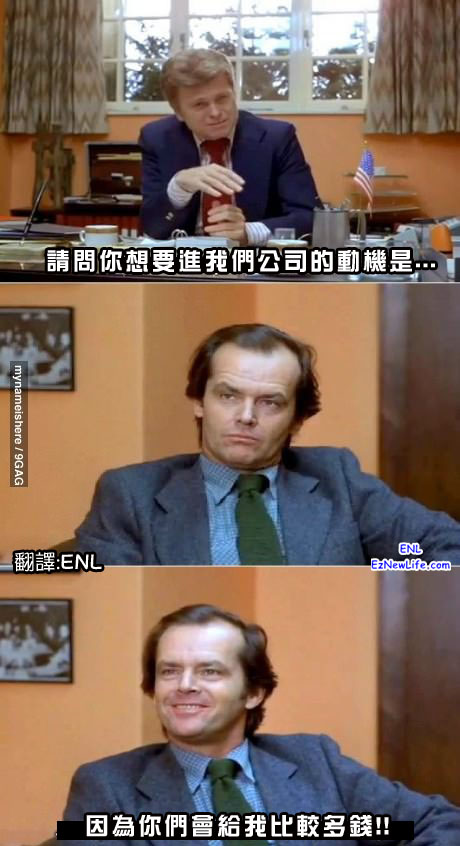 請問你想要進我們公司的動機是...
mynameishere / 9GAG
翻譯:ENL
ENL
EzNewLife.com
因為你們會給我比較多錢!!